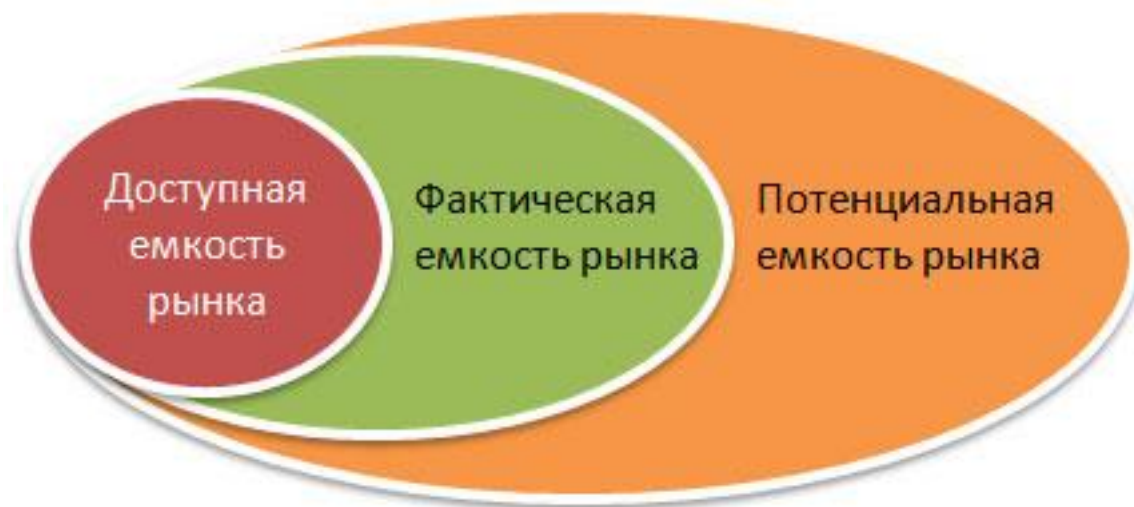 Доступная
емкость
рынка
Фактическая
емкость рынка
Потенциальная
емкость рынка